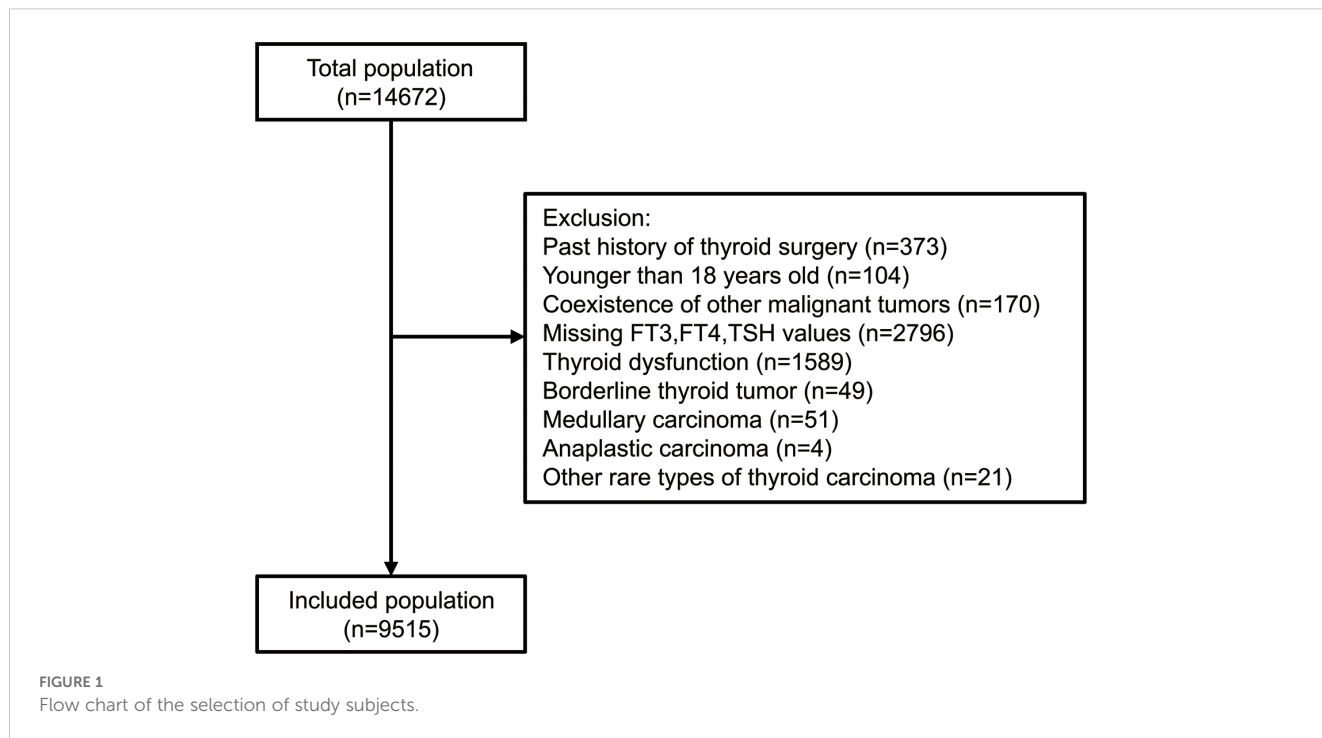 Total population
(n=14672)
Exclusion:
Past history of thyroid surgery (n=373)
Younger than 18 years old (n=104)
Coexistence of other malignant tumors (n=170)
Missing FT3,FT4,TSH values (n=2796)
Thyroid dysfunction (n=1589)
Borderline thyroid tumor (n=49)
Medullary carcinoma (n=51)
Anaplastic carcinoma (n=4)
Other rare types of thyroid carcinoma (n=21)
Included population
(n=9515)
FIGURE 1
Flow chart of the selection of study subjects.